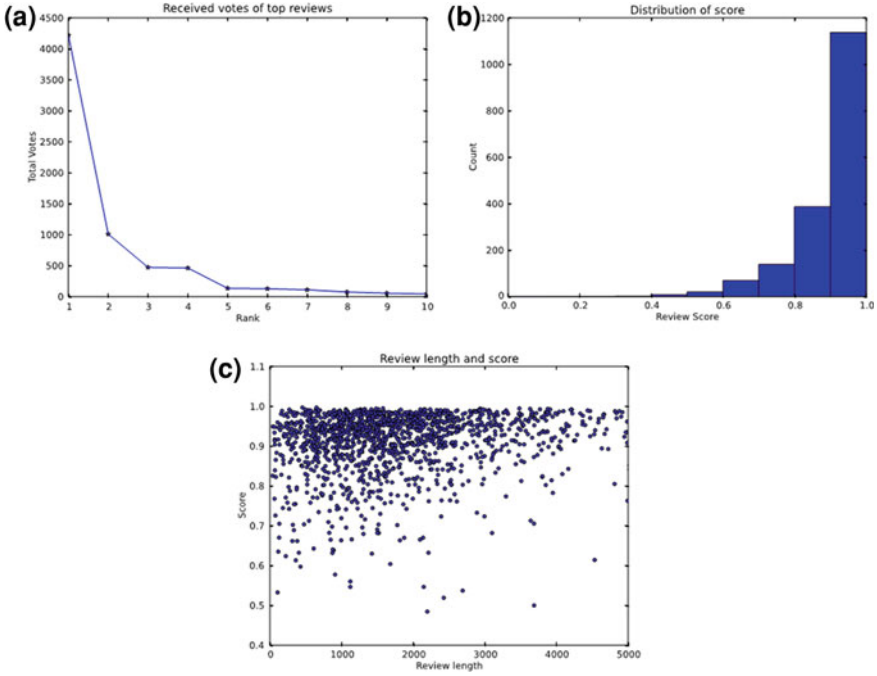 (a)
Received votes of top reviews
4500
4000
3500
3000
2500
2000
1500
1000
500
0
Total Votes
1 2 3 4 5 6 7 8 9 10
Rank
(b)
Distribution of score
1200
1000
800
600
400
200
0
Count
0.0 0.2 0.4 0.6 0.8 1.0
Review Score
(c)
Review length and score
1.1
1.0
0.9
0.8
0.7
0.6
0.5
0.4
Score
0 1000 2000 3000 4000 5000
Review length